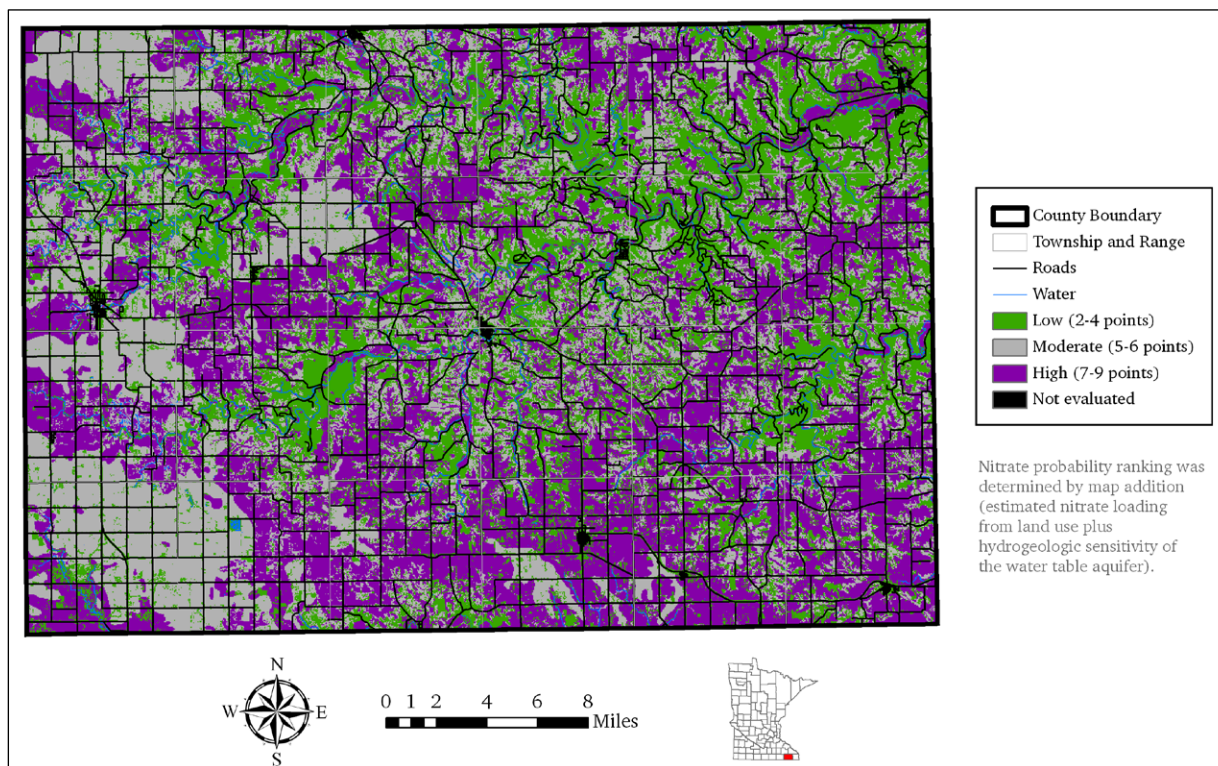 County Boundary
Township and Range
Roads
Water
Low (2-4 points)
Moderate (5-6 points)
High (7-9 points)
Not evaluated
Nitrate probability ranking was
determined by map addition
(estimated nitrate loading
from land use plus
hydrogeologic sensitivity of
the water table aquifer).
N
W E
S
0 1 2 4 6 8
Miles